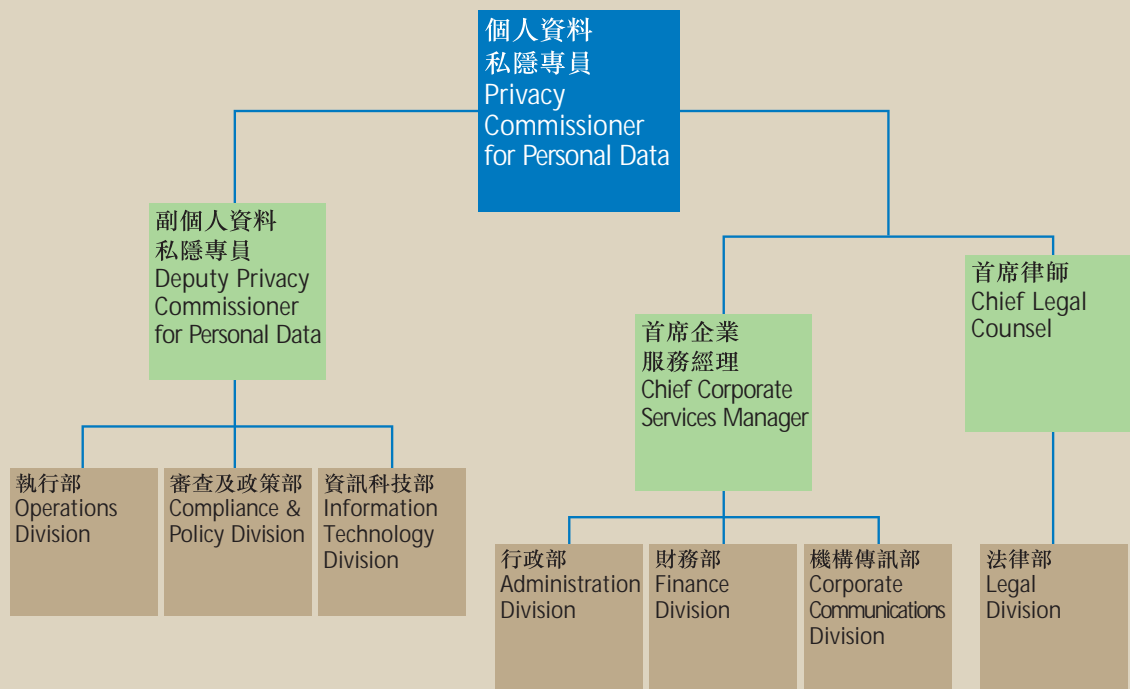 個人資料
私隱專員
Privacy
Commissioner
for Personal Data
副個人資料
私隱專員
Deputy Privacy
Commissioner
for Personal Data
首席企業
服務經理
Chief Corporate
Services Manager
首席律師
Chief Legal
Counsel
執行部
Operations
Division
審查及政策部
Compliance &
Policy Division
資訊科技部
Information
Technology
Division
行政部
Administration
Division
財務部
Finance
Division
機構傳訊部
Corporate
Communications
Division
法律部
Legal
Division